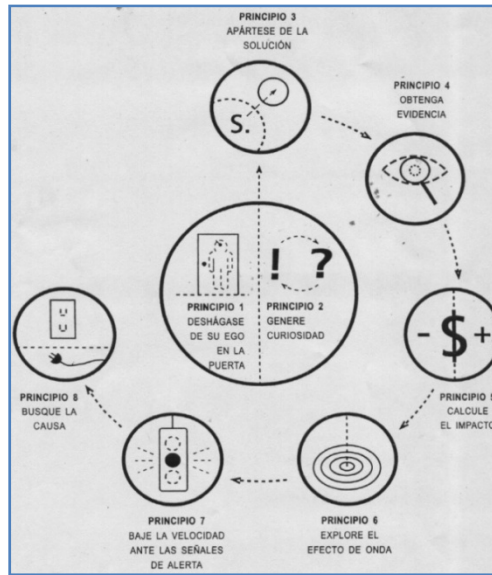 PRINCIPIO 3
APÁRTESE DE LA
SOLUCIÓN
S.
PRINCIPIO 4
OBTENGA
EVIDENCIA
! ?
PRINCIPIO 1
DESHÁGASE
DE SU EGO
EN LA
PUERTA
PRINCIPIO 2
GENERE
CURIOSIDAD
- $ +
PRINCIPIO 5
CALCULE
EL IMPACTO
PRINCIPIO 8
BUSQUE LA
CAUSA
PRINCIPIO 7
BAJE LA VELOCIDAD
ANTE LAS SEÑALES
DE ALERTA
PRINCIPIO 6
EXPLORE EL
EFECTO DE ONDA